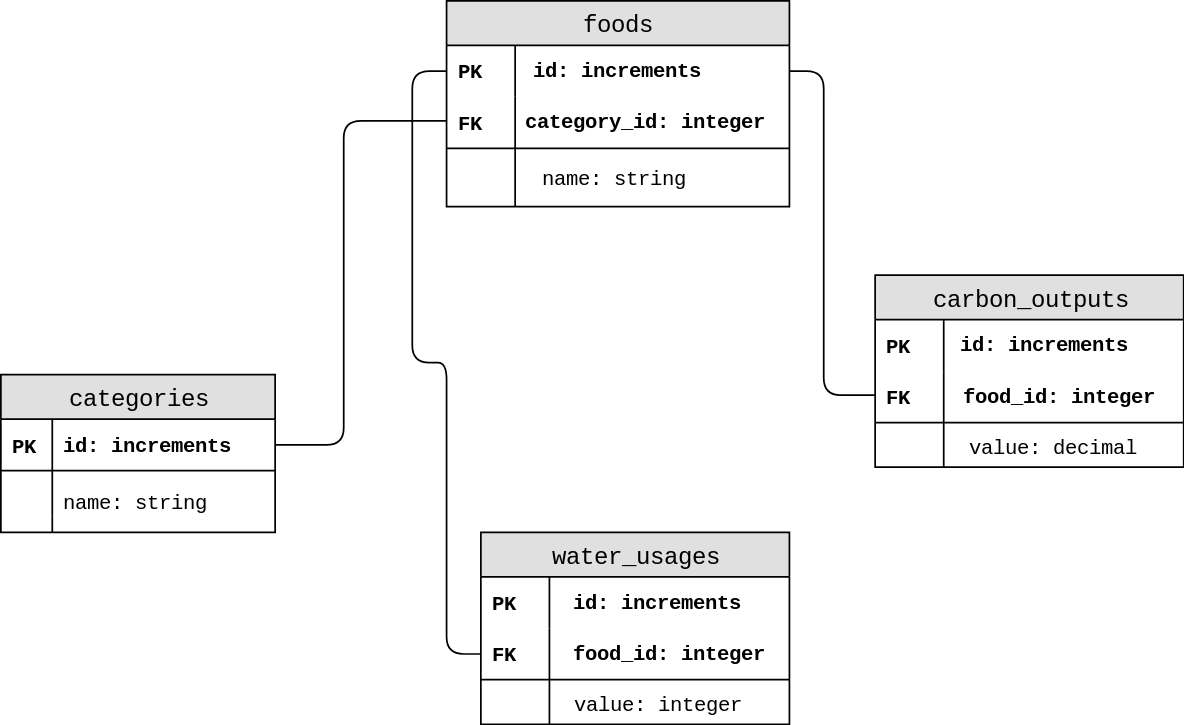 foods
PK id: increments
FK category_id: integer
name: string
carbon_outputs
PK id: increments
FK food_id: integer
value: decimal
categories
PK id: increments
name: string
water_usages
PK id: increments
FK food_id: integer
value: integer